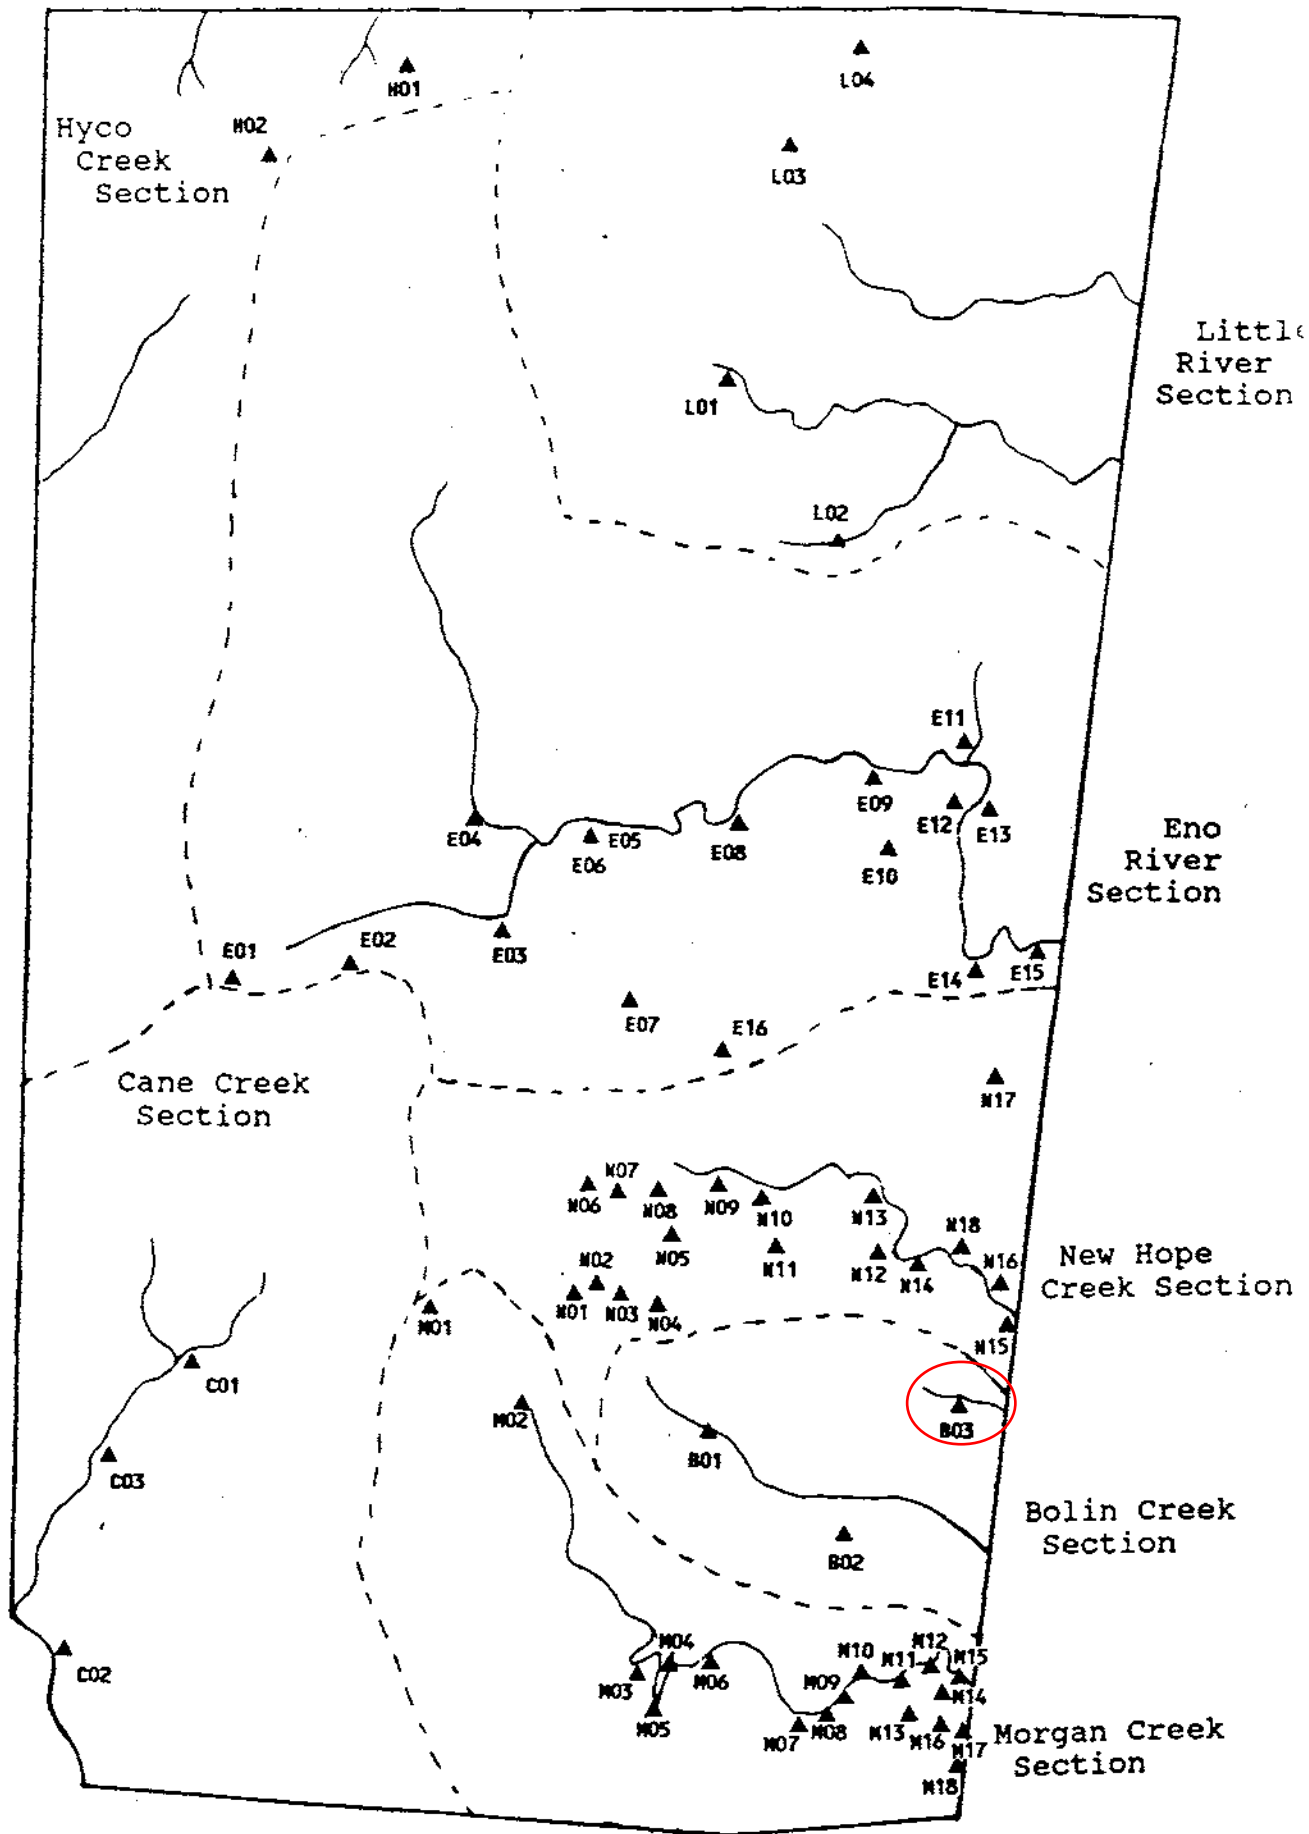 L04
H01
H02
Hyco
Creek
Section
L03
Little
River
Section
L01
L02
E11
E09
E12
E13
E04
E05
E06
E08
E10
Eno
River
Section
E01
E02
E03
E14
E15
E07
E16
Cane Creek
Section
N17
N07
N06
N08
N09
N10
N13
N18
N05
N02
N11
N12
N14
N16
New Hope
Creek Section
N01
N03
N04
M01
N15
C01
M02
B03
B01
C03
Bolin Creek
Section
B02
M04
M12
M10
M11
M15
C02
M03
M06
M09
M14
M05
M07
M08
M13
M16
M17
Morgan Creek
Section
M18